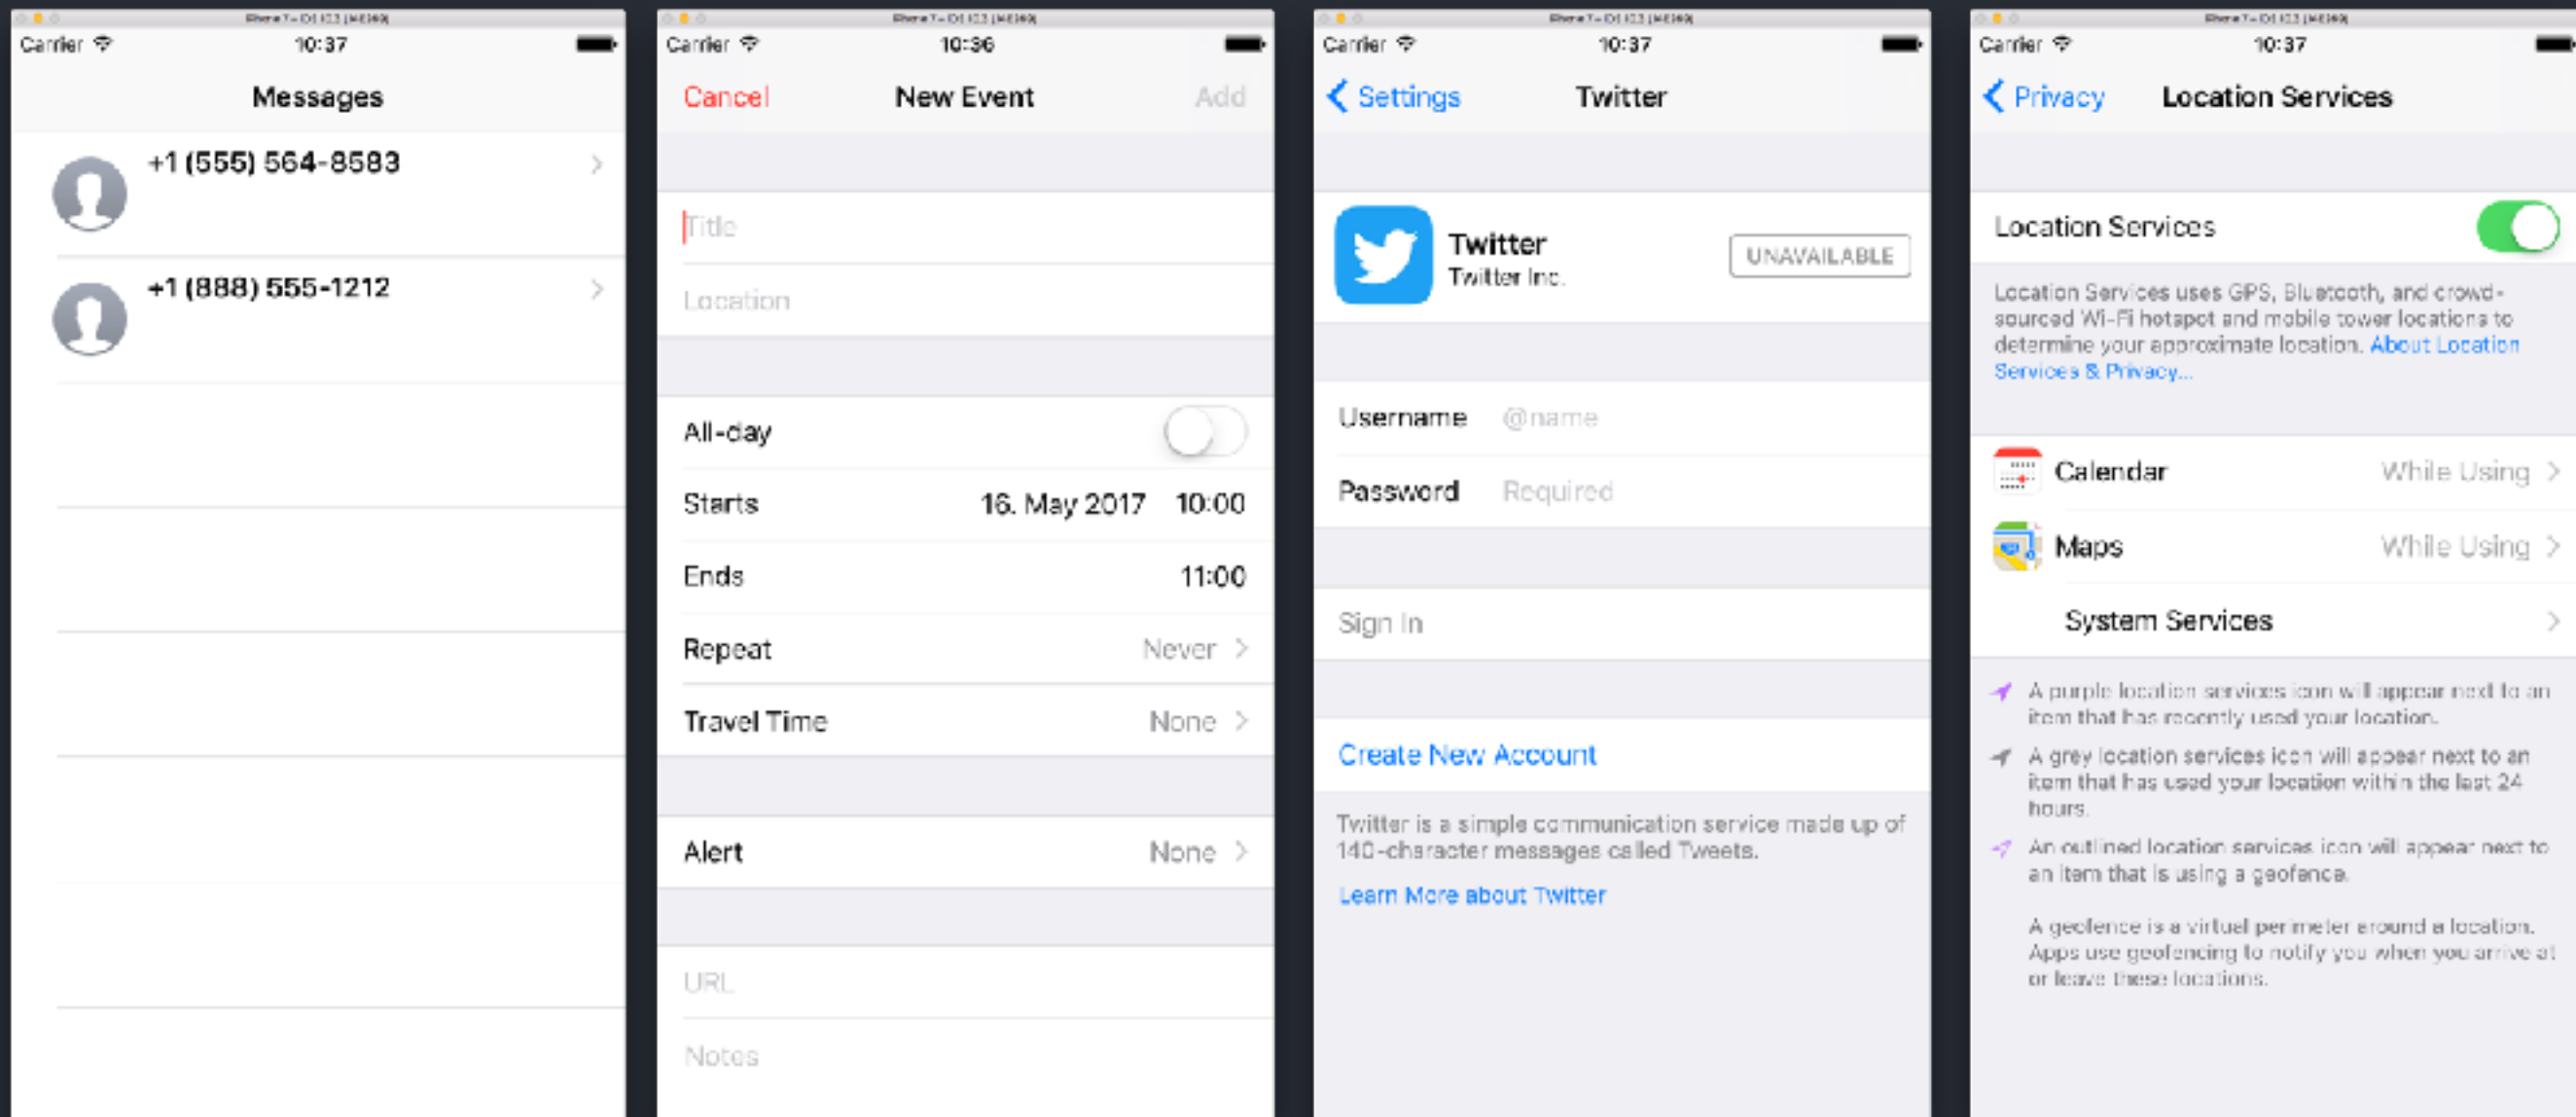 Carrier
10:37
Messages
+1 (555) 564-8583
+1 (888) 555-1212
Carrier
10:36
Cancel
New Event
Add
Title
Location
All-day
Starts
16. May 2017 10:00
Ends
11:00
Repeat
Never
Travel Time
None
Alert
None
URL
Notes
Carrier
10:37
Settings
Twitter
Twitter
Twitter Inc.
UNAVAILABLE
Username
@name
Password
Required
Sign In
Create New Account
Twitter is a simple communication service made up of
140-character messages called Tweets.
Learn More about Twitter
Carrier
10:37
Privacy
Location Services
Location Services
Location Services uses GPS, Bluetooth, and crowd-
sourced Wi-Fi hotspot and mobile tower locations to
determine your approximate location. About Location
Services & Privacy...
Calendar
While Using
Maps
While Using
System Services
A purple location services icon will appear next to an
item that has recently used your location.
A grey location services icon will appear next to an
item that has used your location within the last 24
hours.
An outlined location services icon will appear next to
an item that is using a geofence.
A geofence is a virtual perimeter around a location.
Apps use geofencing to notify you when you arrive at
or leave these locations.